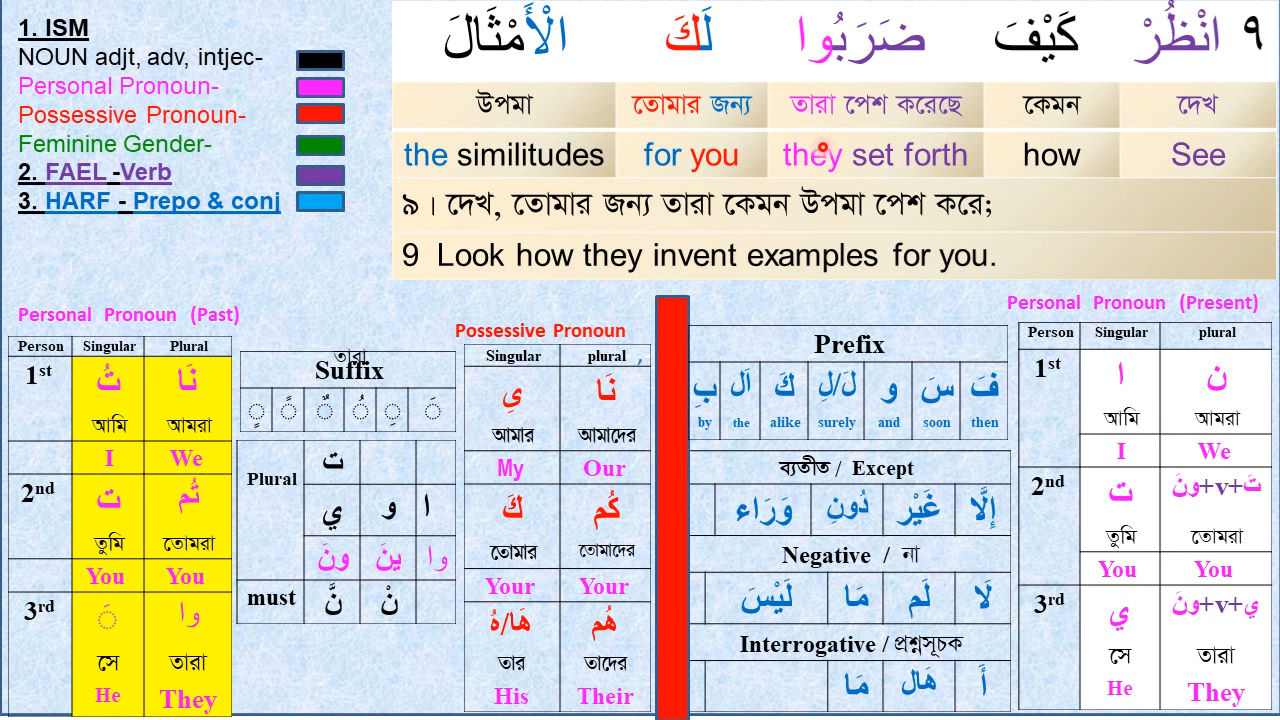 1. ISM
NOUN adjt, adv, intjec-
Personal Pronoun-
Possessive Pronoun-
Feminine Gender-
2. FAEL -Verb
3. HARF - Prepo & conj
٩ انْظُرْ كَيْفَ ضَرَبُوا لَكَ الْأَمْثَالَ
উপমা তোমার জন্য তারা পেশ করেছে কেমন দেখ
the similitudes for you they set forth how See
৯। দেখ, তোমার জন্য তারা কেমন উপমা পেশ করে;
9 Look how they invent examples for you.
Personal Pronoun (Past)
Person Singular Plural
1st تُ نَا
আমি আমরা
I We
2nd ت تُم
তুমি তোমরা
You You
3rd َ وا
সে তারা
He They
তারা
Suffix
ٍ ً ٌ ُ ِ َ
Plural ت
ي و ا
ونَ ينَ وا
must نَّ نْ
Possessive Pronoun
Singular plural ,
يِ نَا
আমার আমাদের
My Our
كَ كُم
তোমার তোমাদের
Your Your
هَا/هُ هُم
তার তাদের
His Their
Prefix
بِ اَل كَ لَ/لِ و سَ فَ
by the alike surely and soon then
ব্যতীত / Except
وَرَاء دُونِ غَيْر إِلَّا
Negative / না
لَيْسَ مَا لَم لَا
Interrogative / প্রশ্নসূচক
مَا هَال أَ
Personal Pronoun (Present)
Person Singular plural
1st ا ن
আমি আমরা
I We
2nd ت تَ+v+ونَ
তুমি তোমরা
You You
3rd ي ي+v+ونَ
সে তারা
He They